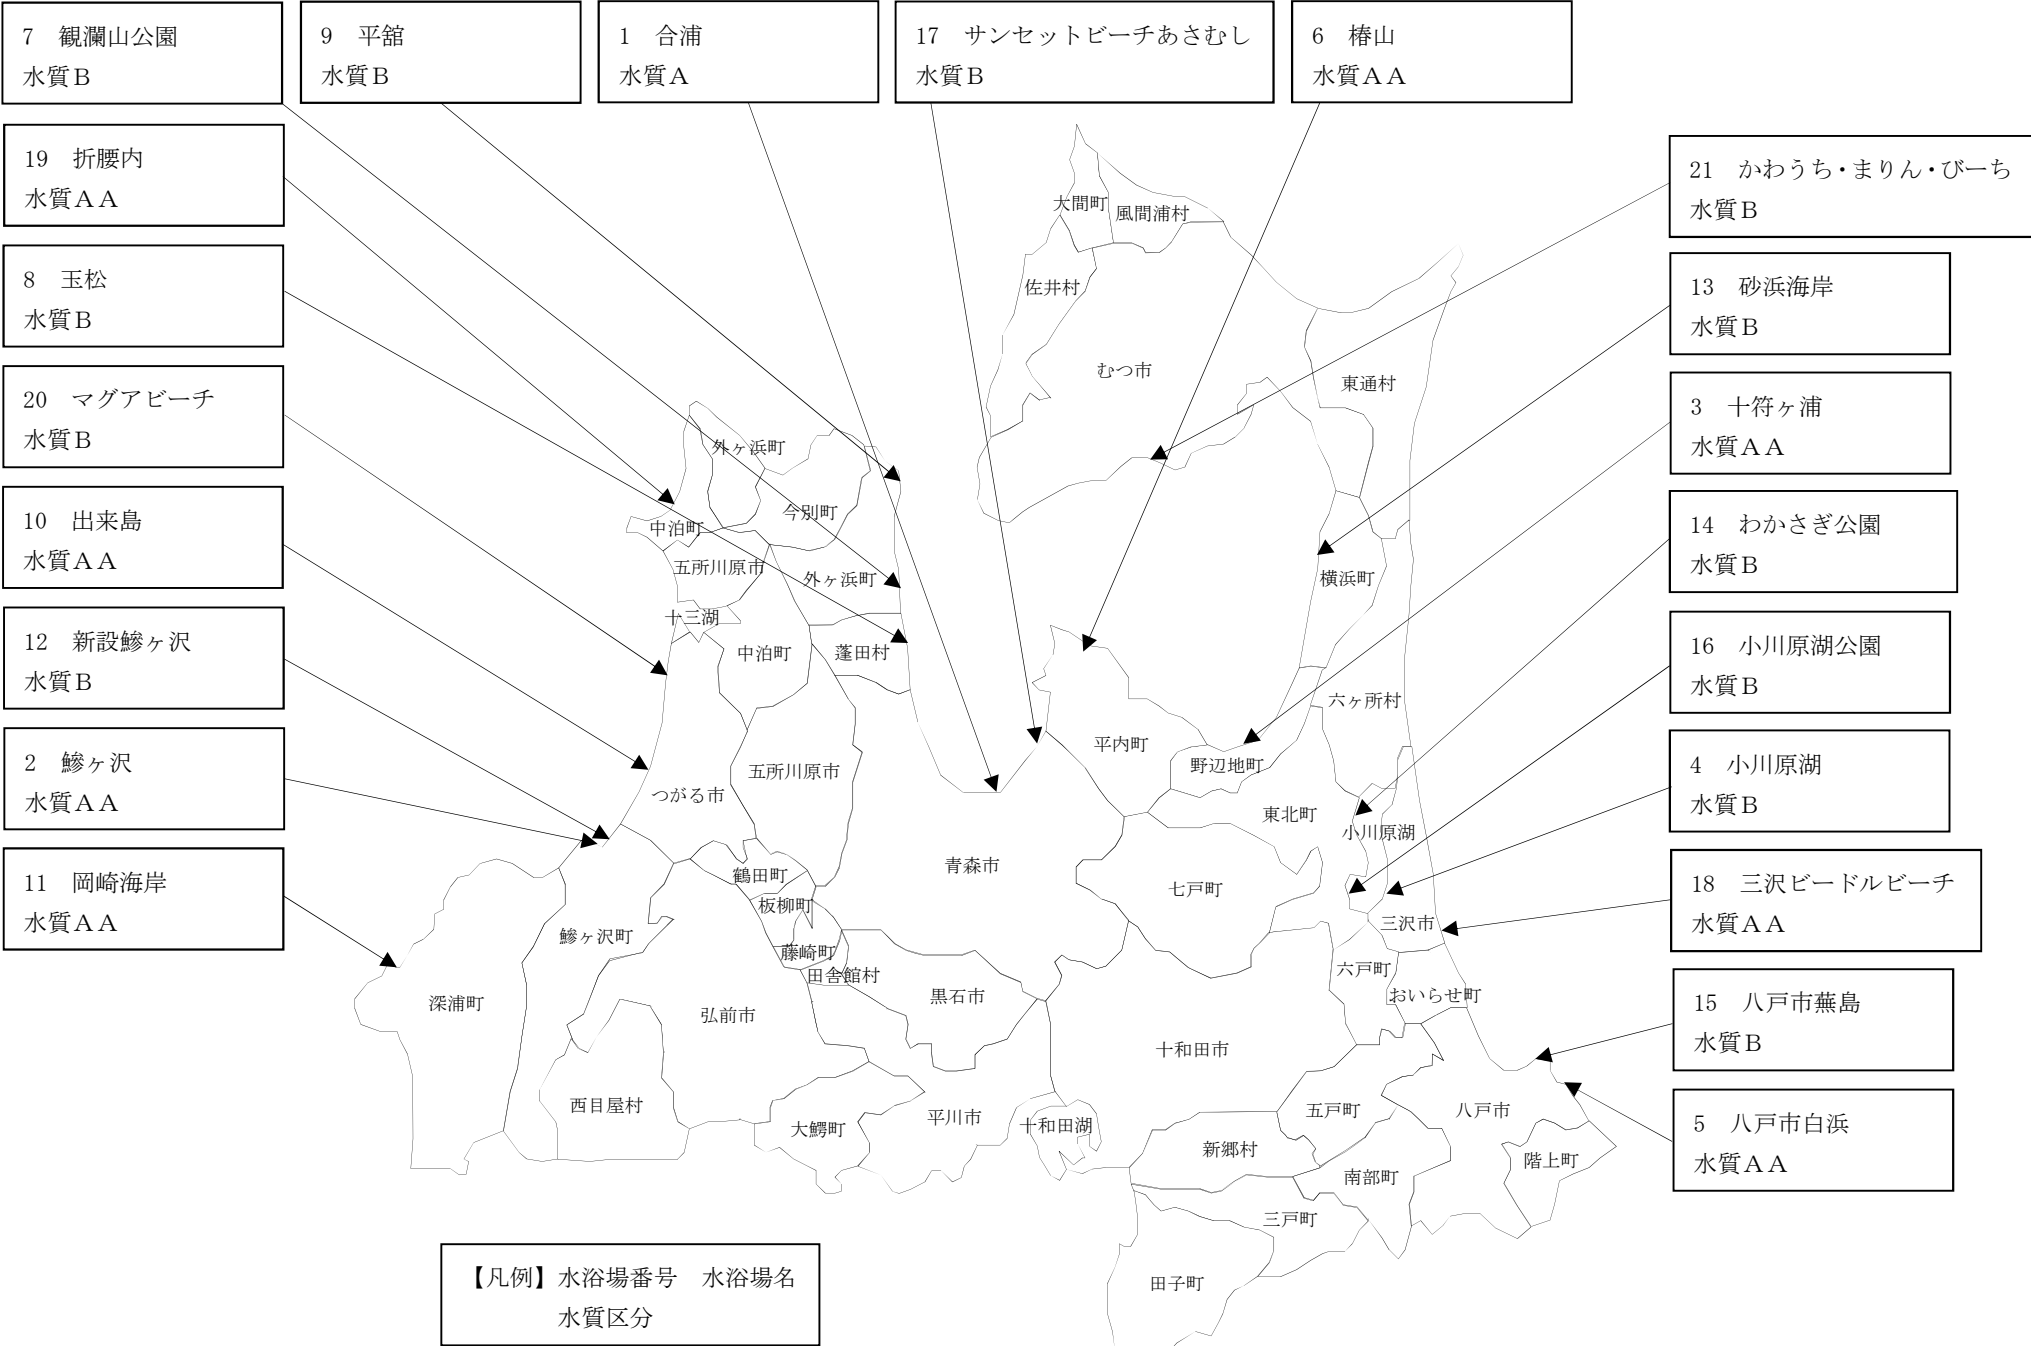 7　観瀾山公園
水質Ｂ
9　平舘
水質Ｂ
1　合浦
水質Ａ
17　サンセットビーチあさむし
水質Ｂ
6　椿山
水質ＡＡ
19　折腰内
水質ＡＡ
8　玉松
水質Ｂ
20　マグアビーチ
水質Ｂ
10　出来島
水質ＡＡ
12　新設鰺ヶ沢
水質Ｂ
2　鰺ヶ沢
水質ＡＡ
11　岡崎海岸
水質ＡＡ
21　かわうち・まりん・びーち
水質Ｂ
13　砂浜海岸
水質Ｂ
3　十符ヶ浦
水質ＡＡ
14　わかさぎ公園
水質Ｂ
16　小川原湖公園
水質Ｂ
4　小川原湖
水質Ｂ
18　三沢ビードルビーチ
水質ＡＡ
15　八戸市蕪島
水質Ｂ
5　八戸市白浜
水質ＡＡ
大間町
風間浦村
佐井村
むつ市
東通村
外ヶ浜町
今別町
中泊町
五所川原市
外ヶ浜町
横浜町
十三湖
中泊町
蓬田村
六ヶ所村
平内町
野辺地町
五所川原市
つがる市
東北町
小川原湖
青森市
鶴田町
七戸町
板柳町
三沢市
鰺ヶ沢町
藤崎町
田舎館村
六戸町
黒石市
おいらせ町
深浦町
弘前市
十和田市
西目屋村
五戸町
八戸市
平川市
十和田湖
大鰐町
新郷村
階上町
南部町
三戸町
田子町
【凡例】水浴場番号　水浴場名
水質区分